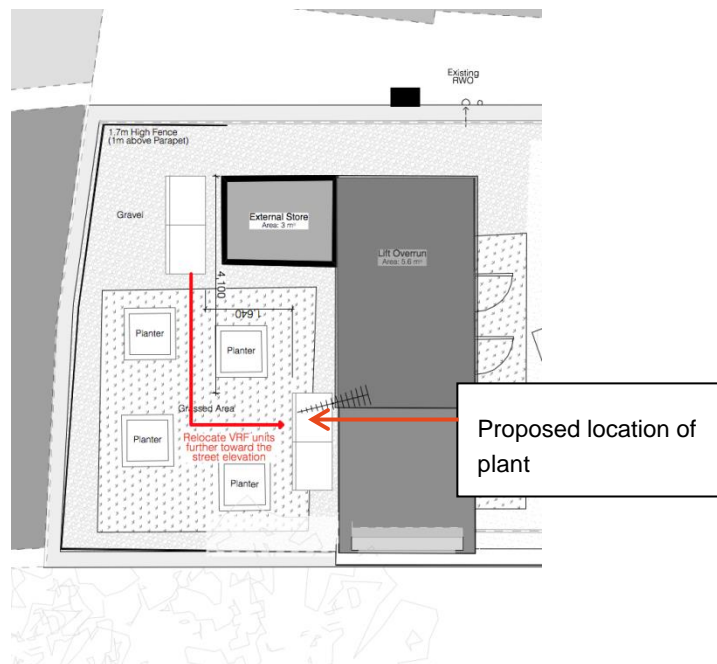 Existing
RWO
1.7m High Fence
(1m above Parapet)
Gravel
External Store
Area: 3 m²
Lift Overrun
Area: 5.6 m²
4,100
1,640
Planter
Planter
Grassed Area
Planter
Relocate VRF units
further toward the
street elevation
Planter
Proposed location of
plant